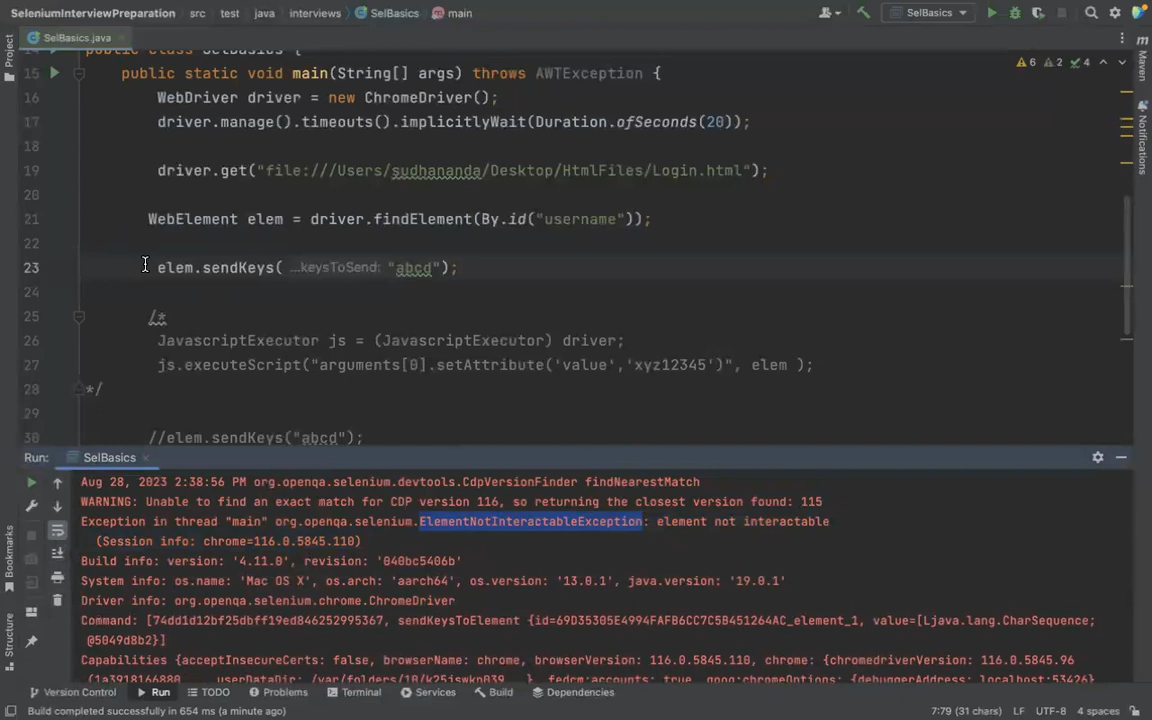 SeleniumInterviewPreparation src test java interviews SelBasics main
SelBasics
SelBasics.java
Project
Maven
Notifications
Bookmarks
Structure
6 2 4
15 public static void main(String[] args) throws AWTException {
16 WebDriver driver = new ChromeDriver();
17 driver.manage().timeouts().implicitlyWait(Duration.ofSeconds(20));
18
19 driver.get("file:///Users/sudhananda/Desktop/HtmlFiles/Login.html");
20
21 WebElement elem = driver.findElement(By.id("username"));
22
23 elem.sendKeys( ...keysToSend: "abcd");
24
25 /*
26 JavascriptExecutor js = (JavascriptExecutor) driver;
27 js.executeScript("arguments[0].setAttribute('value','xyz12345')", elem );
28 */
29
30 //elem.sendKeys("abcd");
Run: SelBasics
Aug 28, 2023 2:38:56 PM org.openqa.selenium.devtools.CdpVersionFinder findNearestMatch
WARNING: Unable to find an exact match for CDP version 116, so returning the closest version found: 115
Exception in thread "main" org.openqa.selenium.ElementNotInteractableException: element not interactable
(Session info: chrome=116.0.5845.110)
Build info: version: '4.11.0', revision: '040bc5406b'
System info: os.name: 'Mac OS X', os.arch: 'aarch64', os.version: '13.0.1', java.version: '19.0.1'
Driver info: org.openqa.selenium.chrome.ChromeDriver
Command: [74dd1d12bf25dbff19ed846252995367, sendKeysToElement {id=69D35305E4994FAFB6CC7C5B451264AC_element_1, value=[Ljava.lang.CharSequence;
@5049d8b2}]
Capabilities {acceptInsecureCerts: false, browserName: chrome, browserVersion: 116.0.5845.110, chrome: {chromedriverVersion: 116.0.5845.96
Version Control Run TODO Problems Terminal Services Build Dependencies
Build completed successfully in 654 ms (a minute ago) 7:79 (31 chars) LF UTF-8 4 spaces